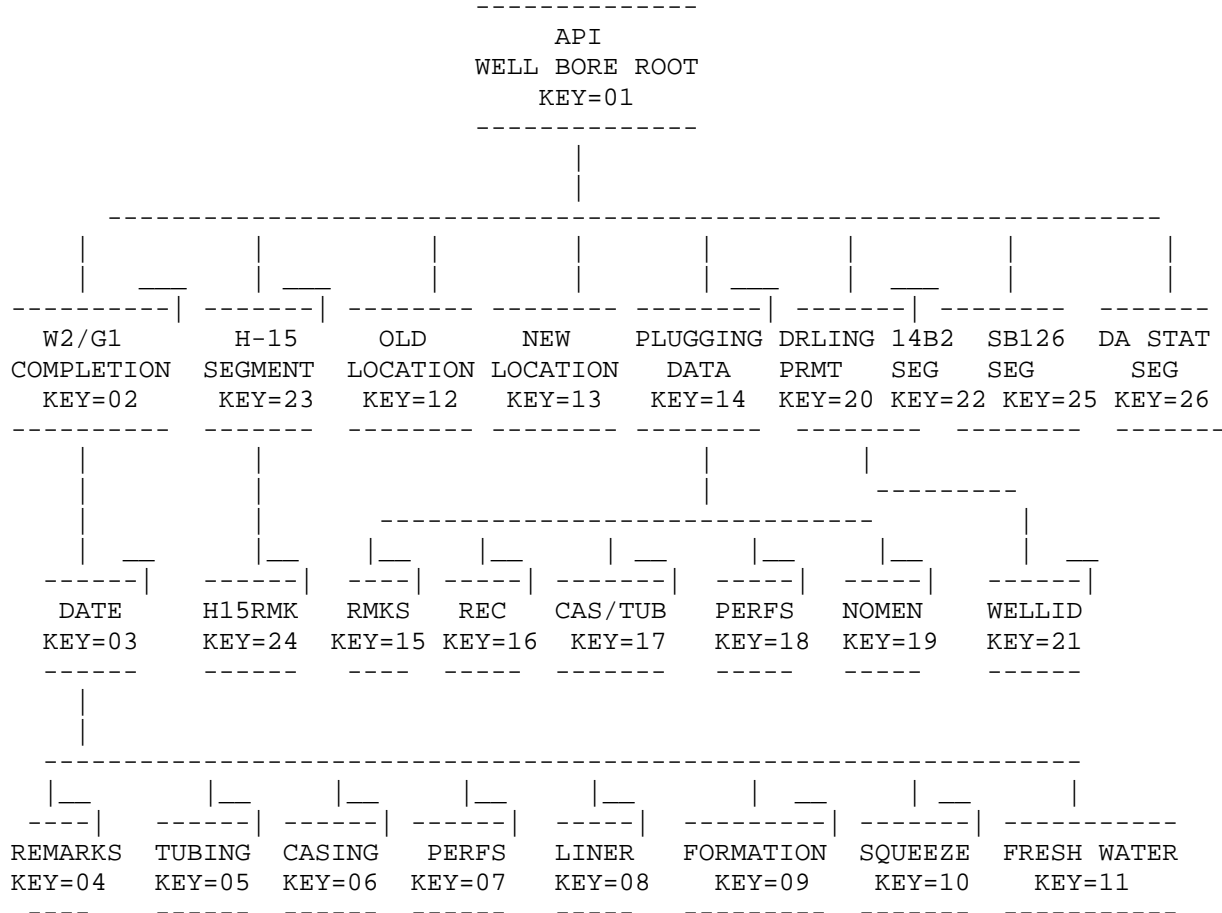 API
WELL BORE ROOT
KEY=01
W2/G1 H-15 OLD NEW PLUGGING DRLING 14B2 SB126 DA STAT
COMPLETION SEGMENT LOCATION LOCATION DATA PRMT SEG SEG SEG
KEY=02 KEY=23 KEY=12 KEY=13 KEY=14 KEY=20 KEY=22 KEY=25 KEY=26
DATE H15RMK RMKS REC CAS/TUB PERFS NOMEN WELLID
KEY=03 KEY=24 KEY=15 KEY=16 KEY=17 KEY=18 KEY=19 KEY=21
REMARKS TUBING CASING PERFS LINER FORMATION SQUEEZE FRESH WATER
KEY=04 KEY=05 KEY=06 KEY=07 KEY=08 KEY=09 KEY=10 KEY=11